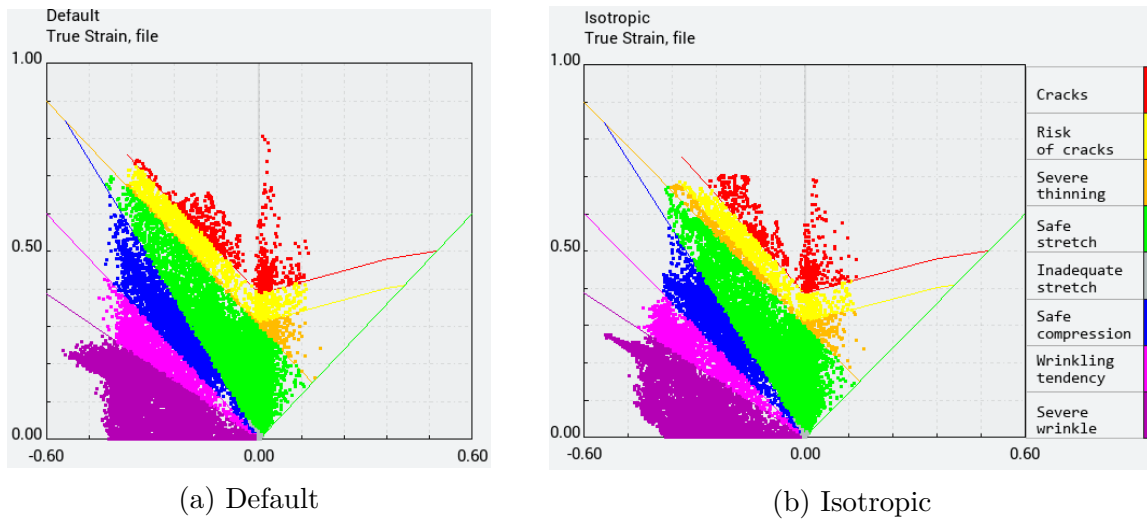 Default
True Strain, file
1.00
0.50
0.00
-0.60
0.00
0.60
(a) Default
Isotropic
True Strain, file
1.00
0.50
0.00
-0.60
0.00
0.60
(b) Isotropic
Cracks
Risk
of cracks
Severe
thinning
Safe
stretch
Inadequate
stretch
Safe
compression
Wrinkling
tendency
Severe
wrinkle